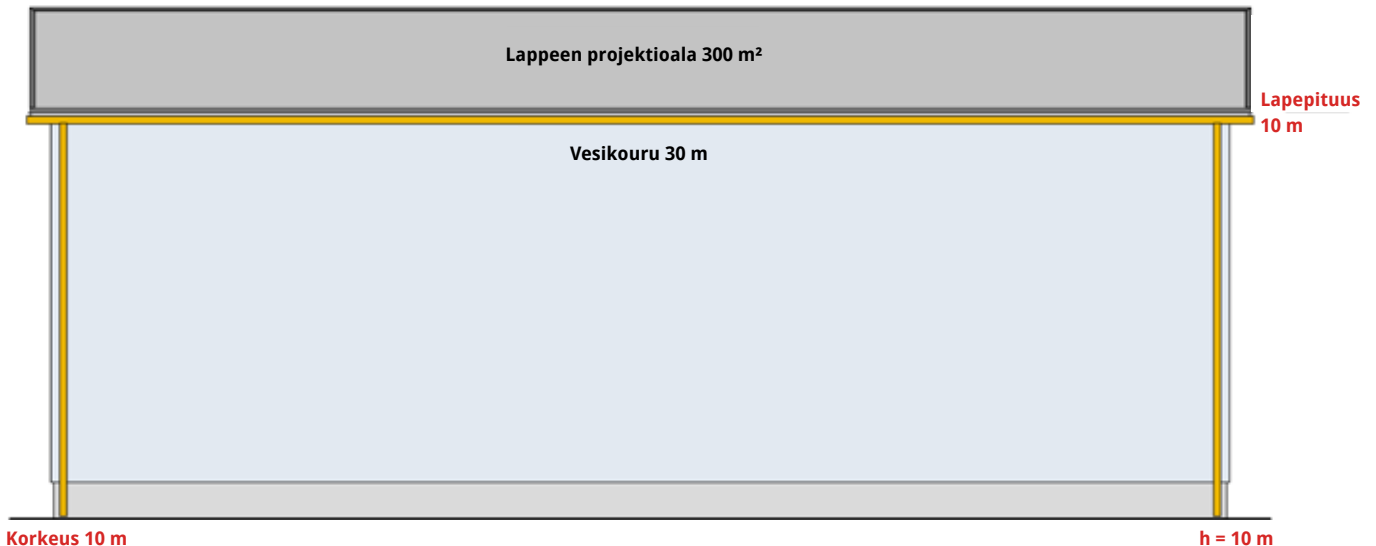 Lappeen projektioala 300 m²
Lapepituus
10 m
Vesikouru 30 m
Korkeus 10 m
h = 10 m